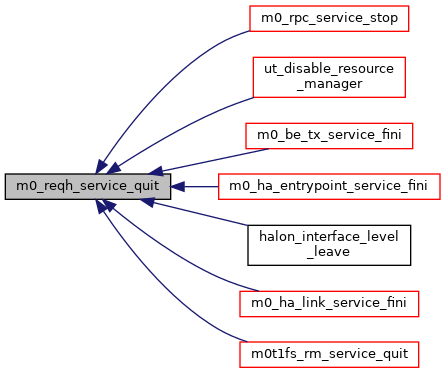 m0_rpc_service_stop
ut_disable_resource
_manager
m0_be_tx_service_fini
m0_reqh_service_quit
m0_ha_entrypoint_service_fini
halon_interface_level
_leave
m0_ha_link_service_fini
m0t1fs_rm_service_quit